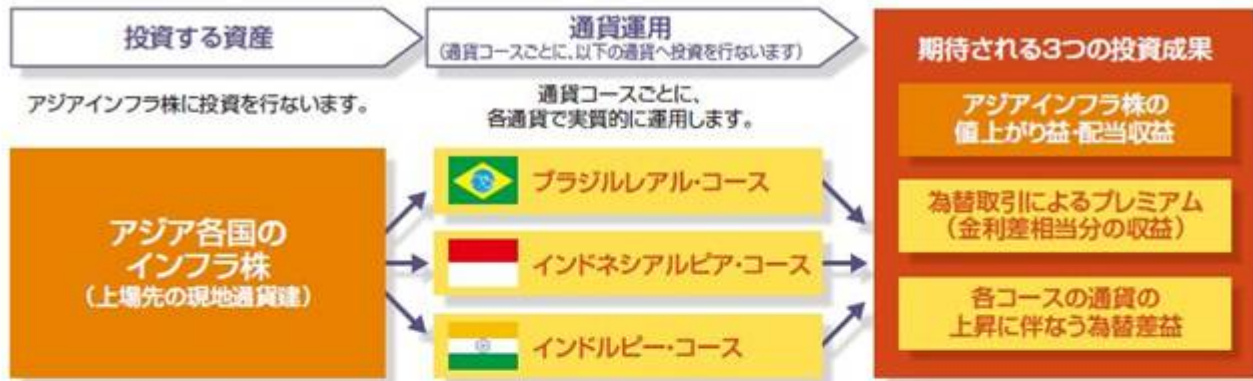 投資する資産
アジアインフラ株に投資を行ないます。
アジア各国の
インフラ株
(上場先の現地通貨建)
通貨運用
(通貨コースごとに、以下の通貨へ投資を行ないます)
通貨コースごとに、
各通貨で実質的に運用します。
ブラジルレアル・コース
インドネシアルピア・コース
インドルピー・コース
期待される3つの投資成果
アジアインフラ株の
値上がり益・配当収益
為替取引によるプレミアム
(金利差相当分の収益)
各コースの通貨の
上昇に伴なう為替差益